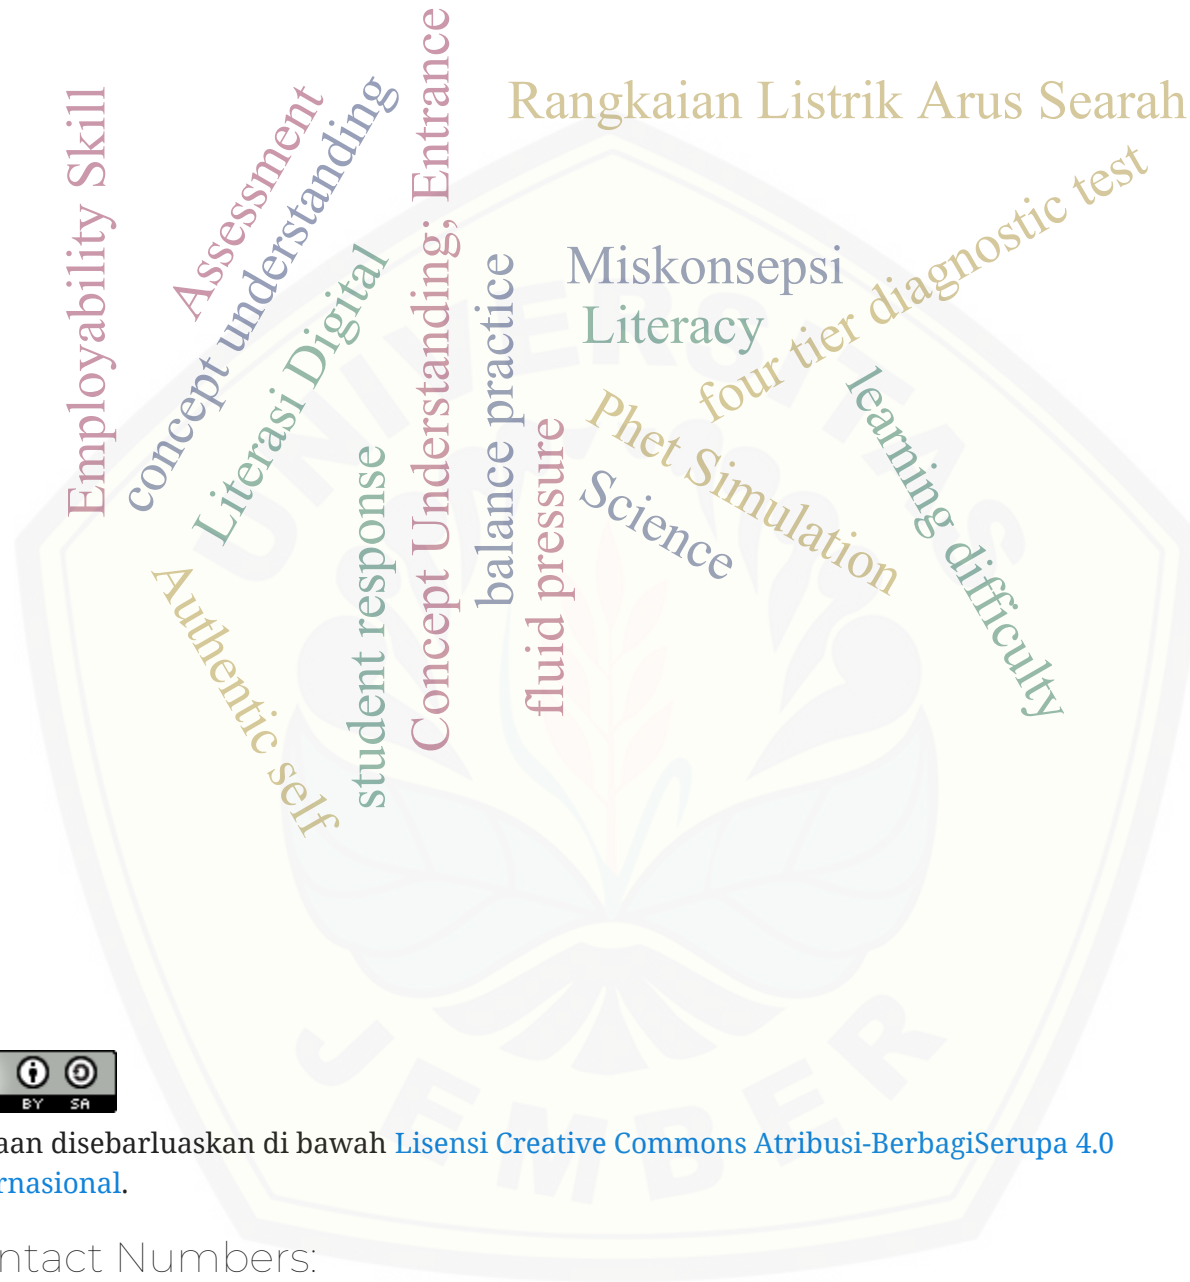 Employability Skill
Assessment
concept understanding
Literasi Digital
Authentic self
student response
Concept Understanding; Entrance
balance practice
fluid pressure
Rangkaian Listrik Arus Searah
Miskonsepsi
Literacy
four tier diagnostic test
Phet Simulation
Science
learning difficulty
UNIVERSITAS
JEMBER
BY SA
aan disebarluaskan di bawah Lisensi Creative Commons Atribusi-BerbagiSerupa 4.0
rnasional.
ntact Numbers: